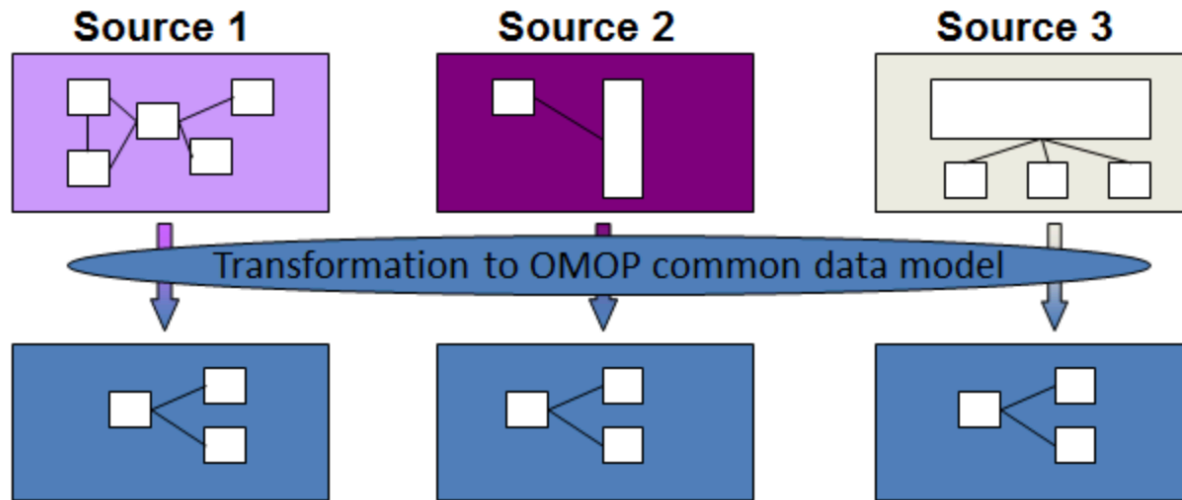 Source 1
Source 2
Source 3
Transformation to OMOP common data model